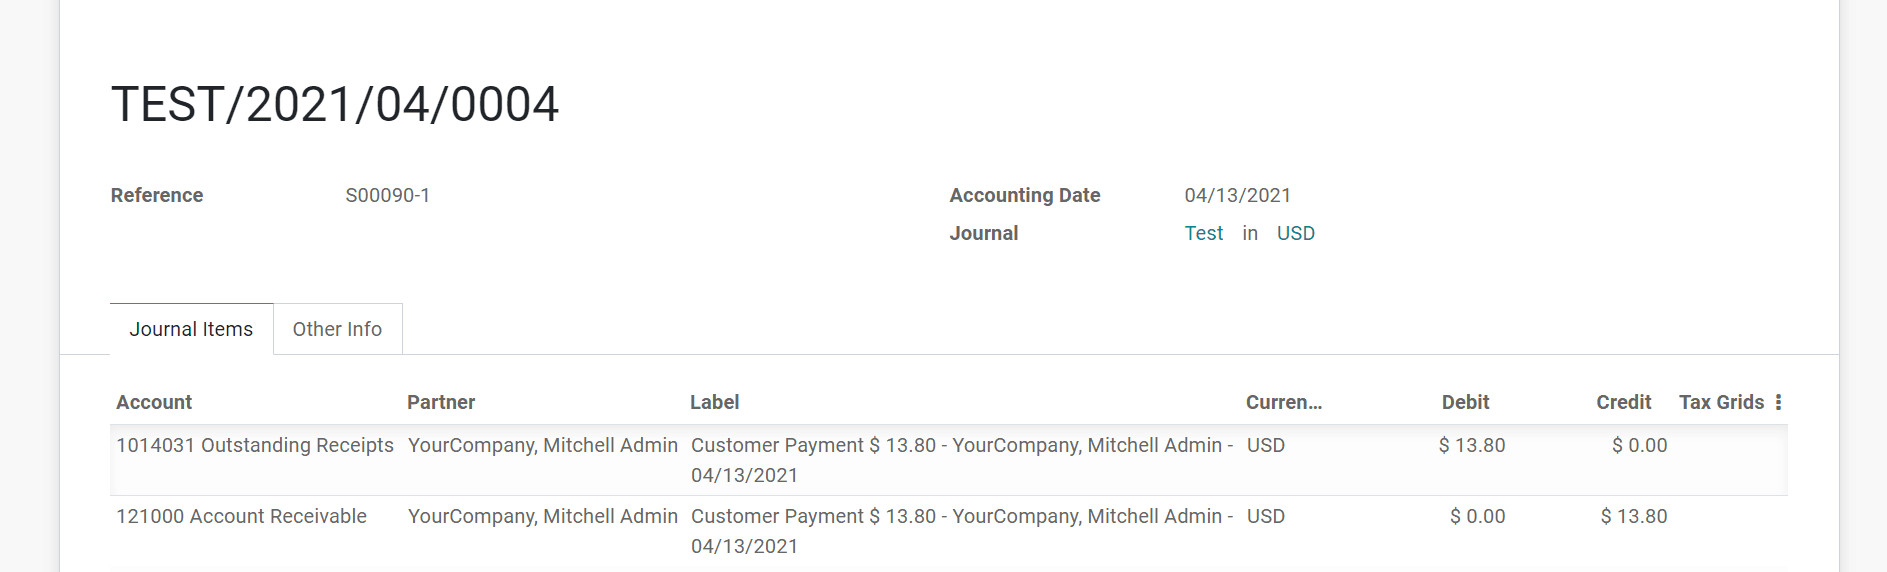 TEST/2021/04/0004
Reference S00090-1 Accounting Date 04/13/2021
Journal Test in USD
Journal Items Other Info
Account Partner Label Curren... Debit Credit Tax Grids
1014031 Outstanding Receipts YourCompany, Mitchell Admin Customer Payment $ 13.80 - YourCompany, Mitchell Admin - USD $ 13.80 $ 0.00
04/13/2021
121000 Account Receivable YourCompany, Mitchell Admin Customer Payment $ 13.80 - YourCompany, Mitchell Admin - USD $ 0.00 $ 13.80
04/13/2021